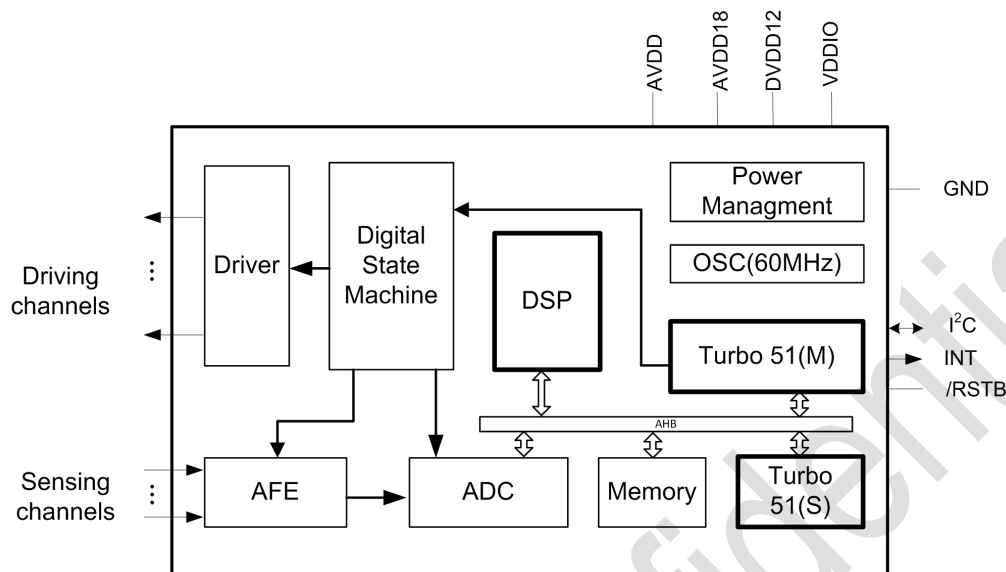 AVDD
AVDD18
DVDD12
VDDIO
Power
Managment
GND
Digital
State
Machine
Driver
DSP
OSC(60MHz)
Driving
channels
Turbo 51(M)
I²C
INT
/RSTB
AHB
Sensing
channels
AFE
ADC
Memory
Turbo
51(S)